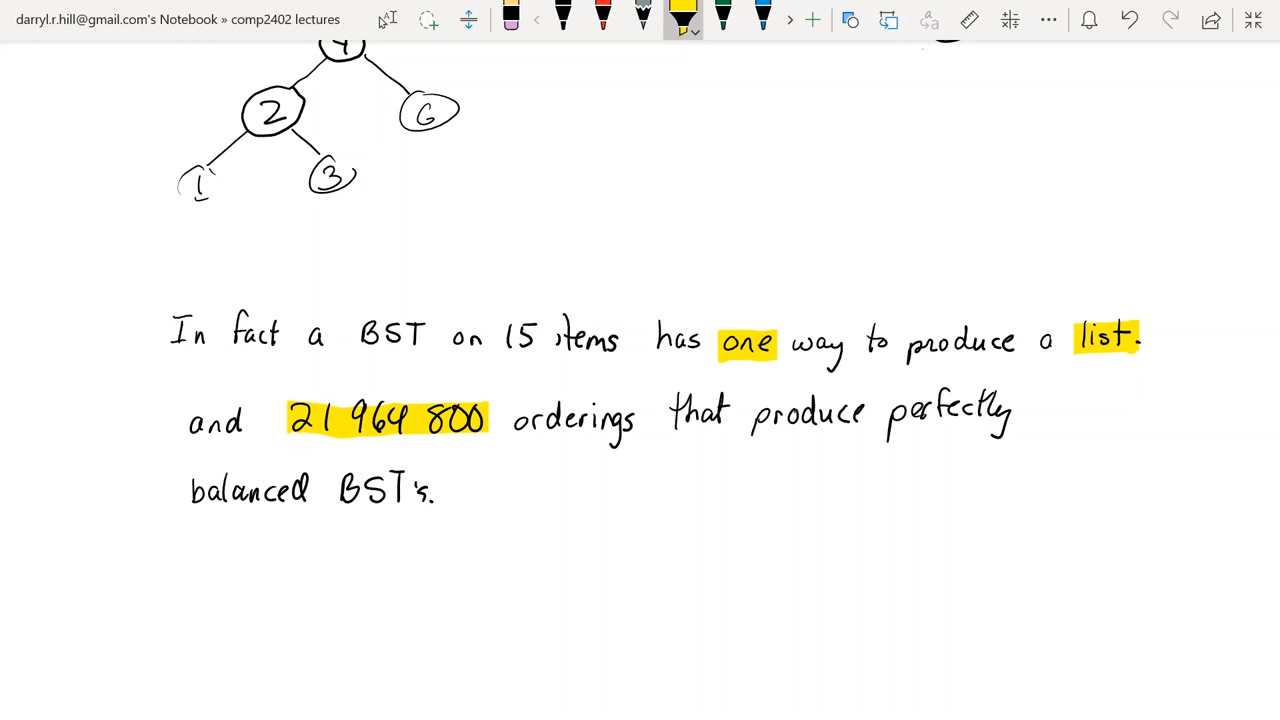 darryl.r.hill@gmail.com's Notebook » comp2402 lectures
4
2
6
1
3
In fact a BST on 15 items has one way to produce a list.
and 21 964 800 orderings that produce perfectly
balanced BST's.